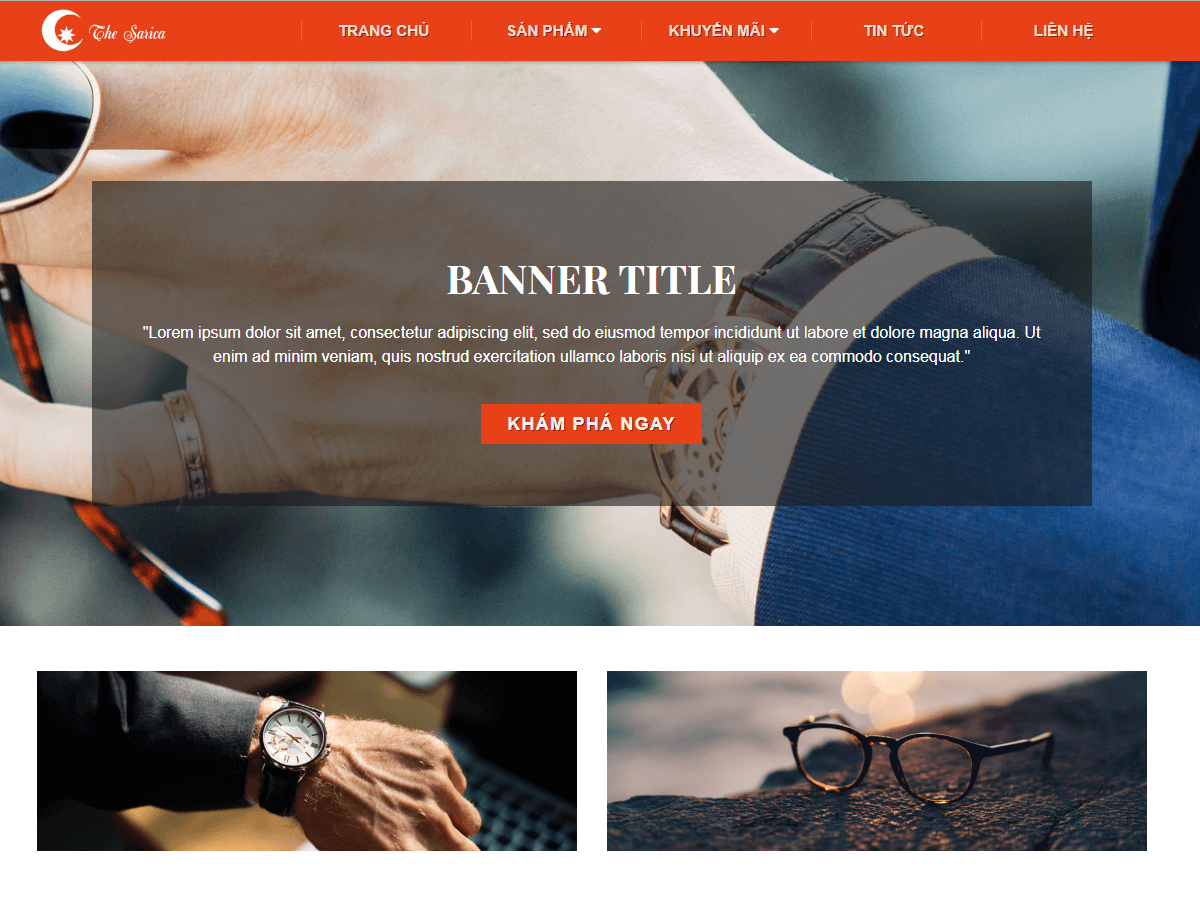 The Sarica
TRANG CHỦ
SẢN PHẨM
KHUYẾN MÃI
TIN TỨC
LIÊN HỆ
BANNER TITLE
"Lorem ipsum dolor sit amet, consectetur adipiscing elit, sed do eiusmod tempor incididunt ut labore et dolore magna aliqua. Ut
enim ad minim veniam, quis nostrud exercitation ullamco laboris nisi ut aliquip ex ea commodo consequat."
KHÁM PHÁ NGAY